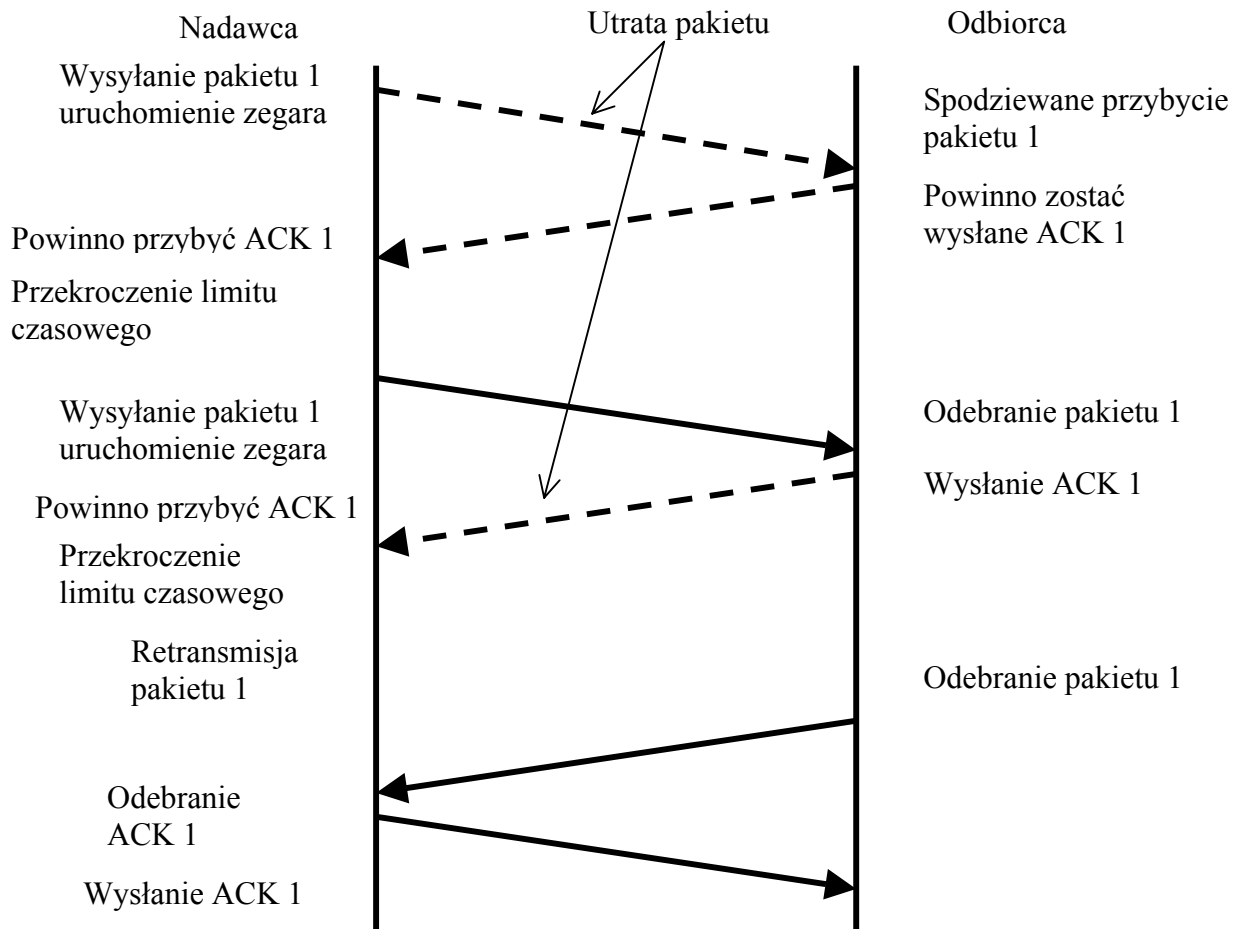 Nadawca
Utrata pakietu
Odbiorca
Wysyłanie pakietu 1
uruchomienie zegara
Spodziewane przybycie
pakietu 1
Powinno zostać
wysłane ACK 1
Powinno przybyć ACK 1
Przekroczenie limitu
czasowego
Wysyłanie pakietu 1
uruchomienie zegara
Odebranie pakietu 1
Wysłanie ACK 1
Powinno przybyć ACK 1
Przekroczenie
limitu czasowego
Retransmisja
pakietu 1
Odebranie pakietu 1
Odebranie
ACK 1
Wysłanie ACK 1